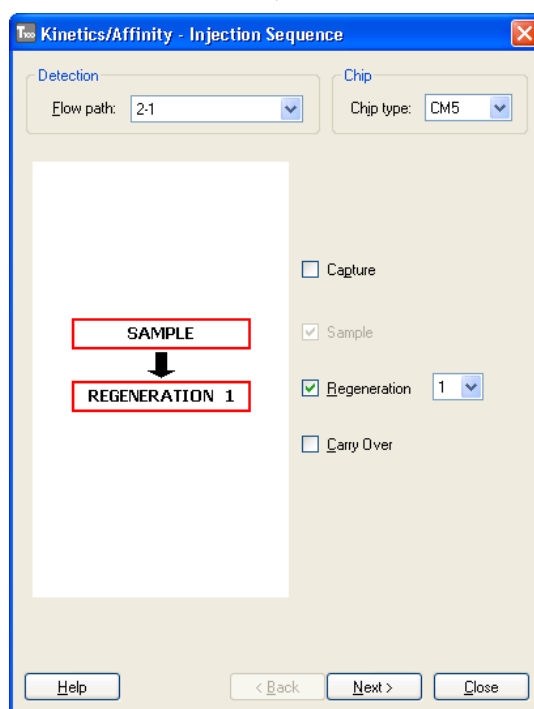 T100 Kinetics/Affinity - Injection Sequence
Detection
Flow path: 2-1
Chip
Chip type: CM5
Capture
SAMPLE
Sample
REGENERATION 1
Regeneration 1
Carry Over
Help
< Back
Next >
Close